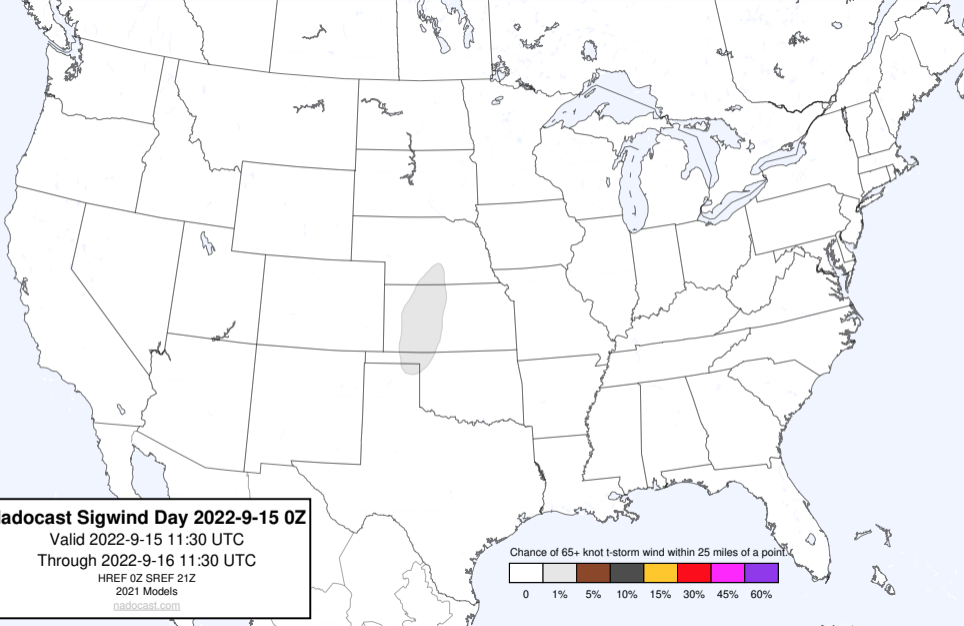 adocast Sigwind Day 2022-9-15 0Z
Valid 2022-9-15 11:30 UTC
Through 2022-9-16 11:30 UTC
HREF 0Z SREF 21Z
2021 Models
nadocast.com
Chance of 65+ knot t-storm wind within 25 miles of a point.
0 1% 5% 10% 15% 30% 45% 60%